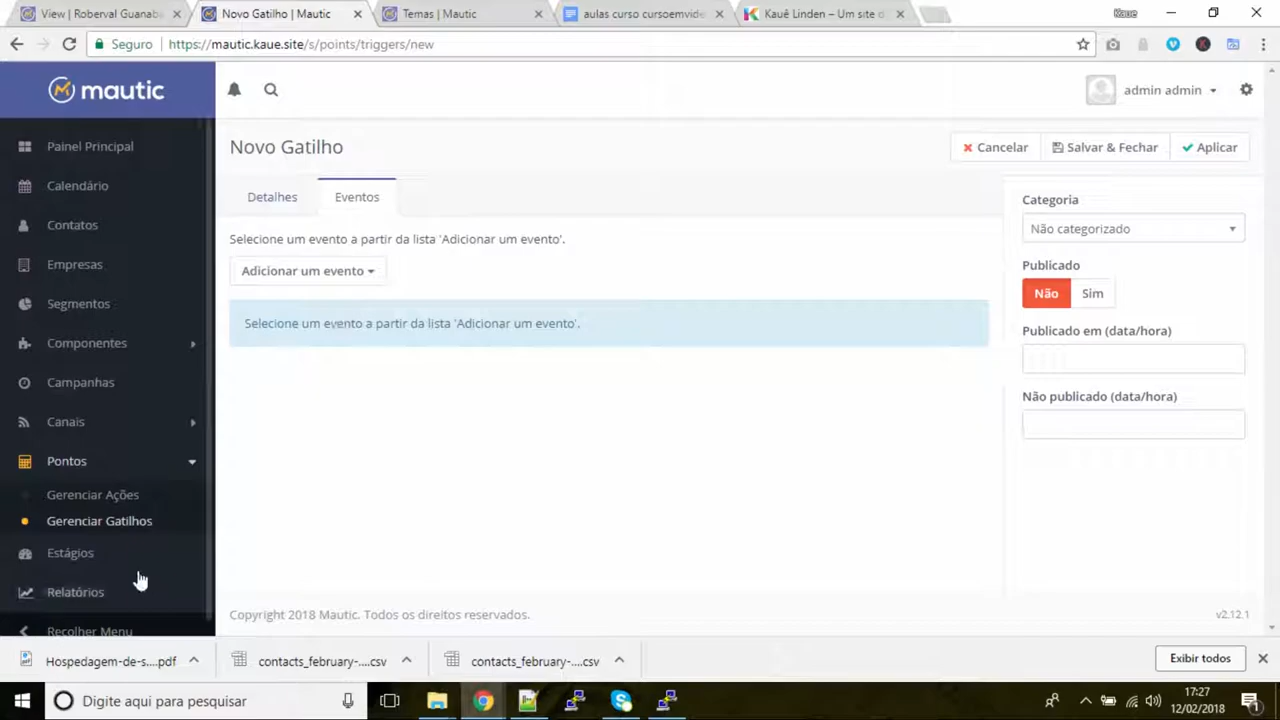 View | Roberval Guanaba
Novo Gatilho | Mautic
Temas | Mautic
aulas curso cursoemvide
Kauê Linden – Um site d
Kaue
Seguro
https://mautic.kaue.site/s/points/triggers/new
mautic
admin admin
Painel Principal
Calendário
Contatos
Empresas
Segmentos
Componentes
Campanhas
Canais
Pontos
Gerenciar Ações
Gerenciar Gatilhos
Estágios
Relatórios
Recolher Menu
Novo Gatilho
Cancelar
Salvar & Fechar
Aplicar
Detalhes
Eventos
Selecione um evento a partir da lista 'Adicionar um evento'.
Adicionar um evento
Selecione um evento a partir da lista 'Adicionar um evento'.
Categoria
Não categorizado
Publicado
Não Sim
Publicado em (data/hora)
Não publicado (data/hora)
Copyright 2018 Mautic. Todos os direitos reservados.
v2.12.1
Hospedagem-de-s....pdf
contacts_february-....csv
contacts_february-....csv
Exibir todos
Digite aqui para pesquisar
17:27
12/02/2018